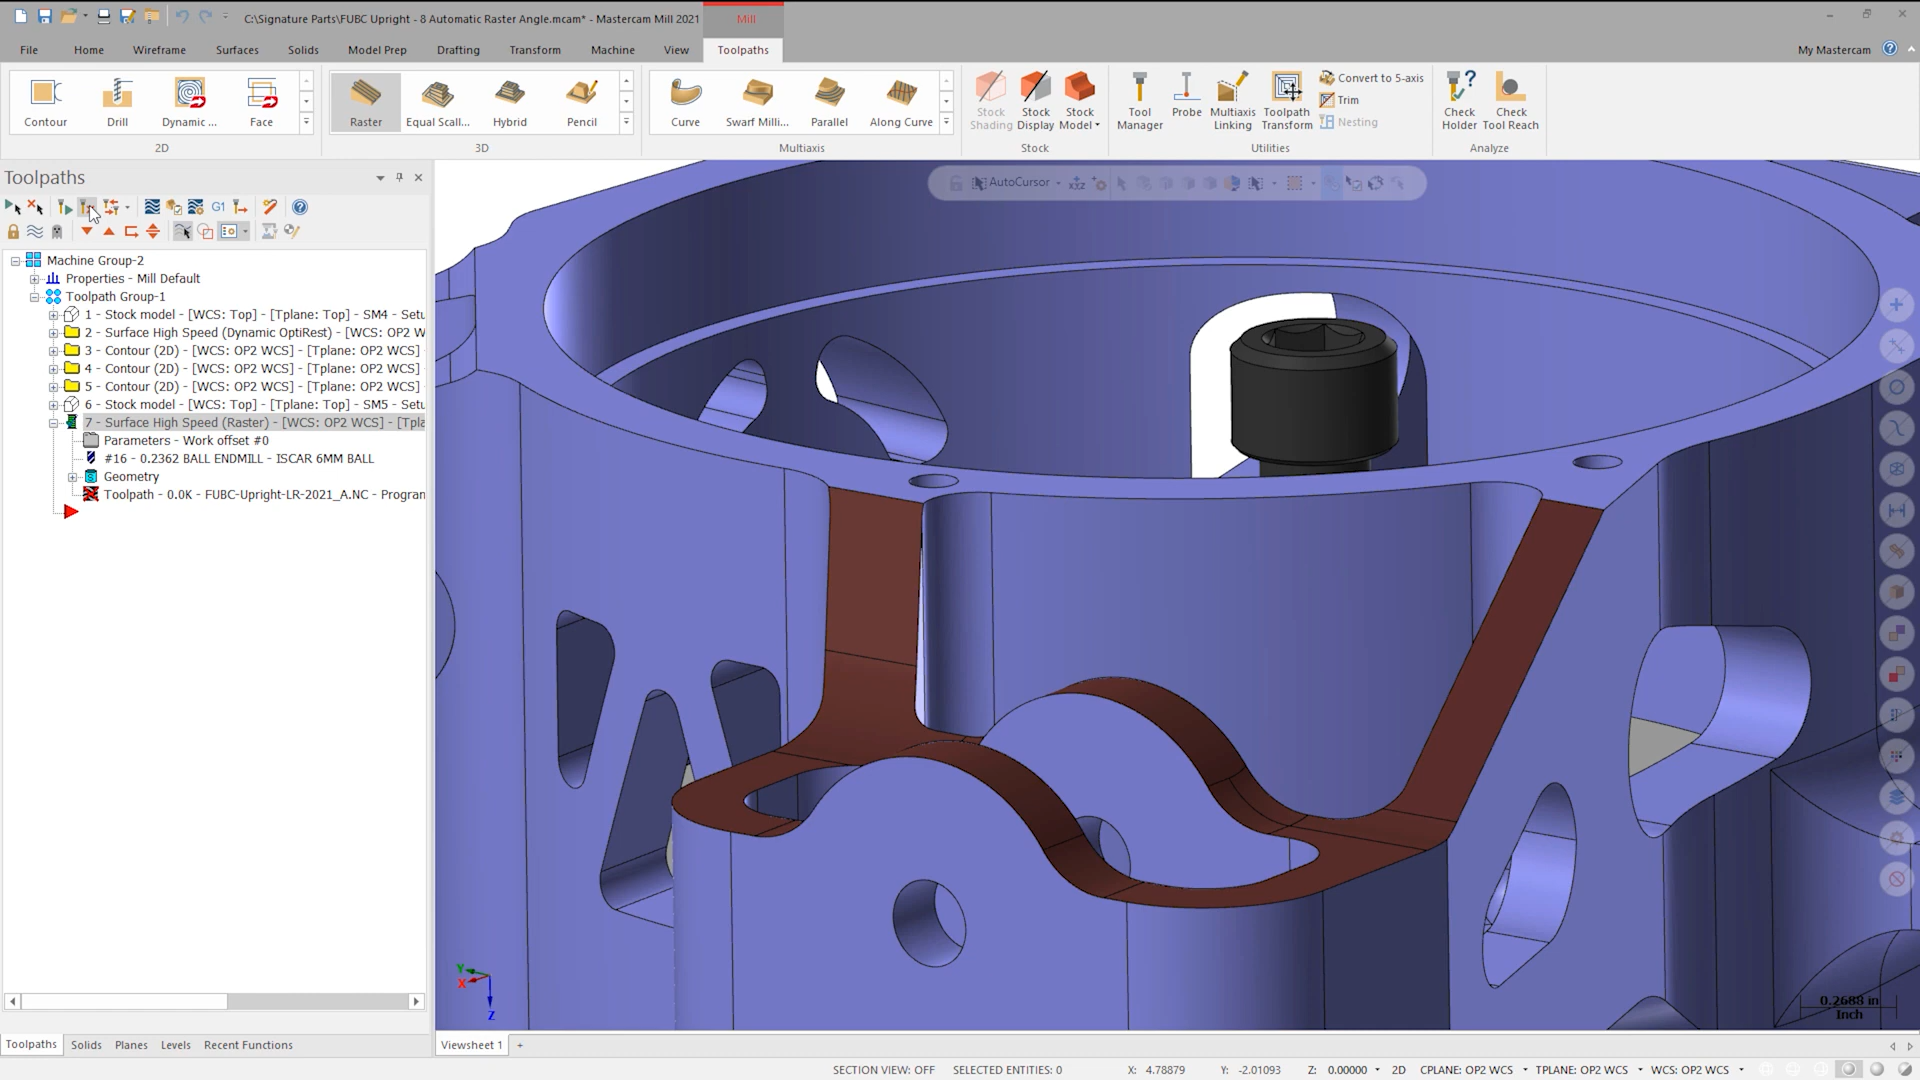 C:\Signature Parts\FUBC Upright - 8 Automatic Raster Angle.mcam* - Mastercam Mill 2021
Mill
File Home Wireframe Surfaces Solids Model Prep Drafting Transform Machine View Toolpaths My Mastercam
Contour Drill Dynamic ... Face
2D
Raster Equal Scall... Hybrid Pencil
3D
Curve Swarf Milli... Parallel Along Curve
Multiaxis
Stock Shading
Stock Display
Stock Model
Stock
Tool Manager
Probe
Multiaxis Linking
Toolpath Transform
Convert to 5-axis
Trim
Nesting
Utilities
Check Holder
Check Tool Reach
Analyze
Toolpaths
G1
AutoCursor
Machine Group-2
Properties - Mill Default
Toolpath Group-1
1 - Stock model - [WCS: Top] - [Tplane: Top] - SM4 - Setu
2 - Surface High Speed (Dynamic OptiRest) - [WCS: OP2 W
3 - Contour (2D) - [WCS: OP2 WCS] - [Tplane: OP2 WCS]
4 - Contour (2D) - [WCS: OP2 WCS] - [Tplane: OP2 WCS]
5 - Contour (2D) - [WCS: OP2 WCS] - [Tplane: OP2 WCS]
6 - Stock model - [WCS: Top] - [Tplane: Top] - SM5 - Setu
7 - Surface High Speed (Raster) - [WCS: OP2 WCS] - [Tpla
Parameters - Work offset #0
#16 - 0.2362 BALL ENDMILL - ISCAR 6MM BALL
Geometry
Toolpath - 0.0K - FUBC-Upright-LR-2021_A.NC - Program
Y
X
Z
0.2688 in
Inch
Toolpaths Solids Planes Levels Recent Functions
Viewsheet 1 +
SECTION VIEW: OFF SELECTED ENTITIES: 0 X: 4.78879 Y: -2.01093 Z: 0.00000 2D CPLANE: OP2 WCS TPLANE: OP2 WCS WCS: OP2 WCS